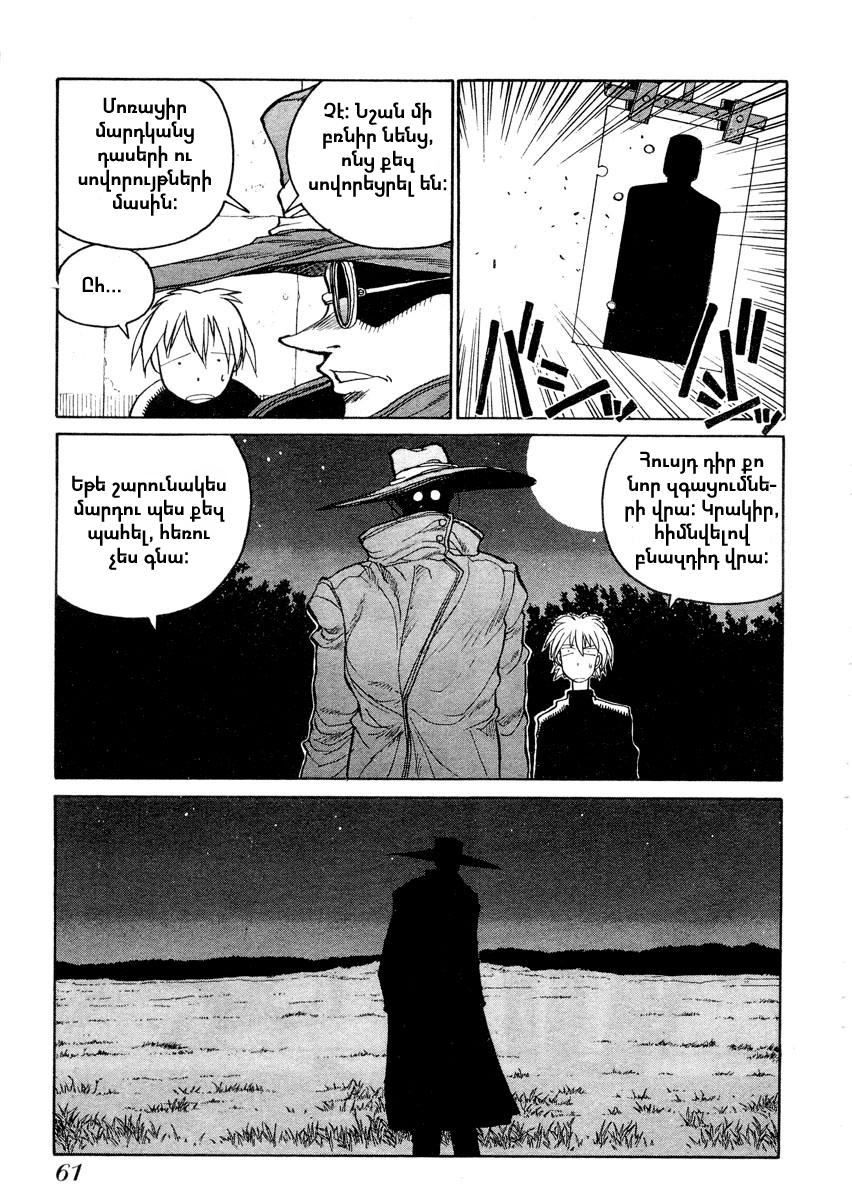 Չէ։ Նշան մի
բռնիր նենց,
ոնց քեզ
սովորեցրել են։
Մոռացիր
մարդկանց
դասերի ու
սովորույթների
մասին։
Ըհ...
Հույսդ դիր քո
նոր զգացումնե-
րի վրա։ Կրակիր,
հիմնվելով
բնազդիդ վրա։
Եթե շարունակես
մարդու պես քեզ
պահել, հեռու
չես գնա։
61